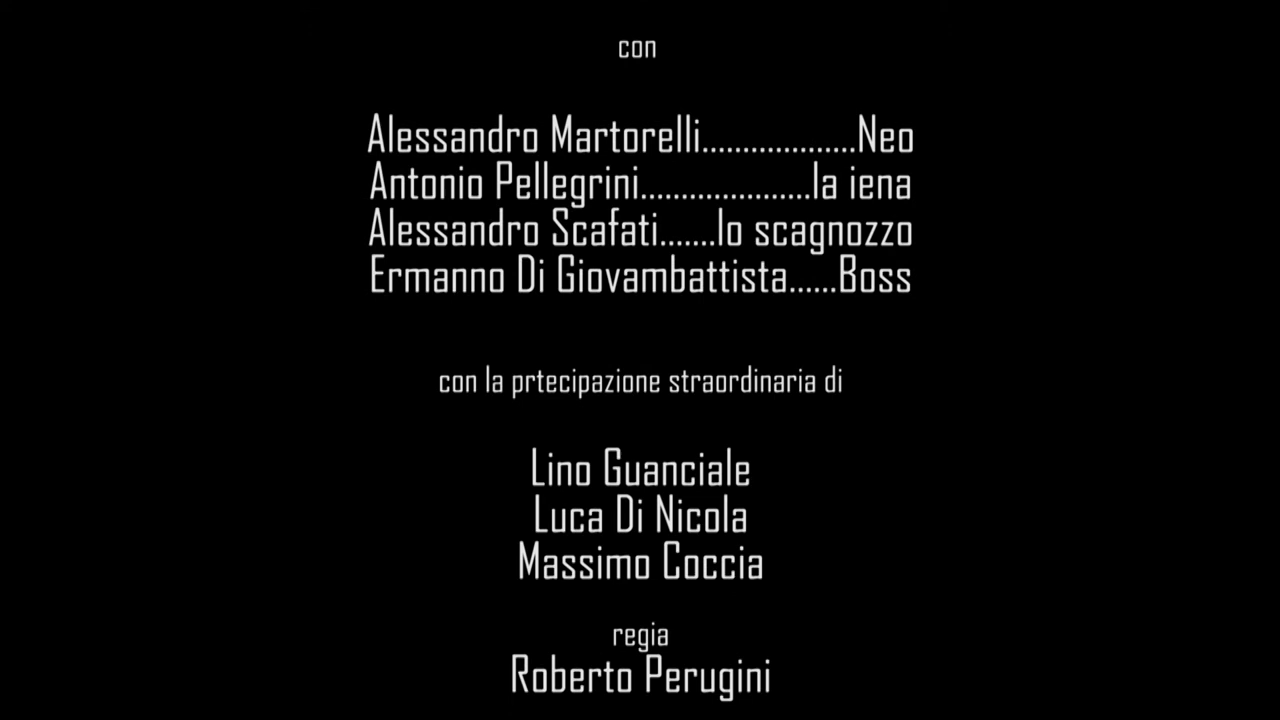 con
Alessandro Martorelli...................Neo
Antonio Pellegrini.....................la iena
Alessandro Scafati.......lo scagnozzo
Ermanno Di Giovambattista......Boss
con la prtecipazione straordinaria di
Lino Guanciale
Luca Di Nicola
Massimo Coccia
regia
Roberto Perugini